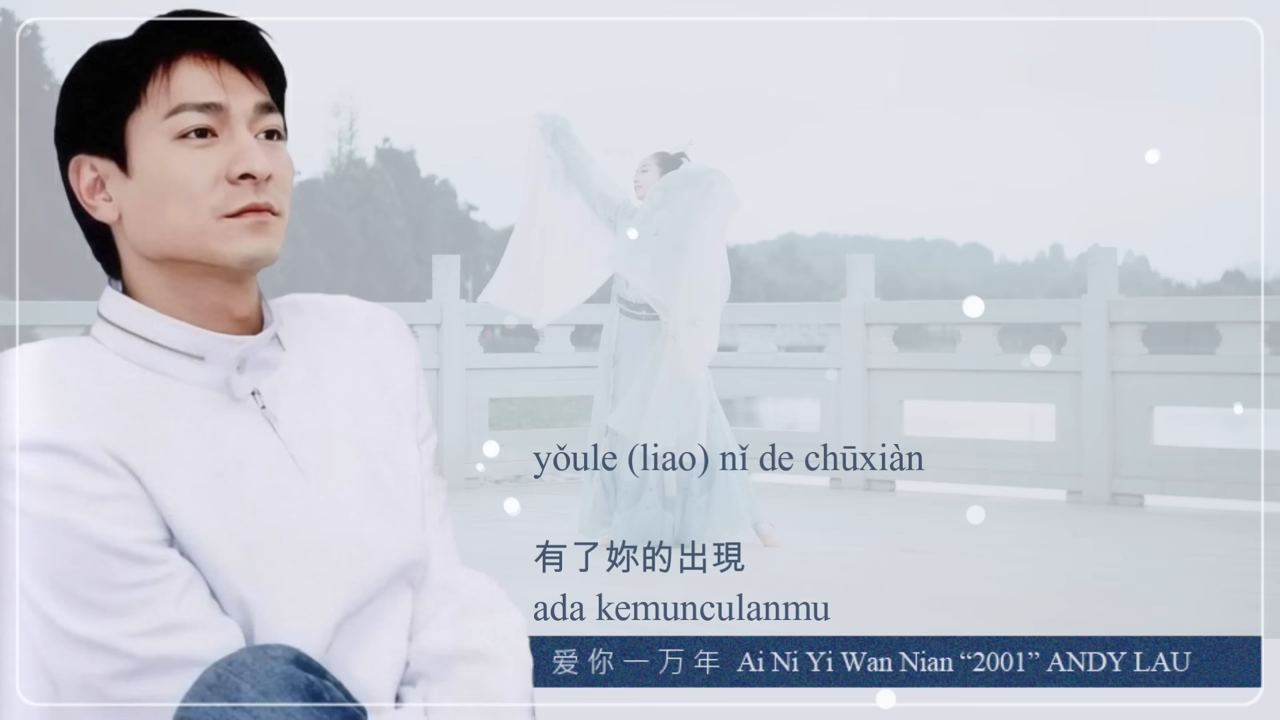 yǒule (liao) nǐ de chūxiàn
有了妳的出現
ada kemunculanmu
爱你一万年 Ai Ni Yi Wan Nian “2001” ANDY LAU